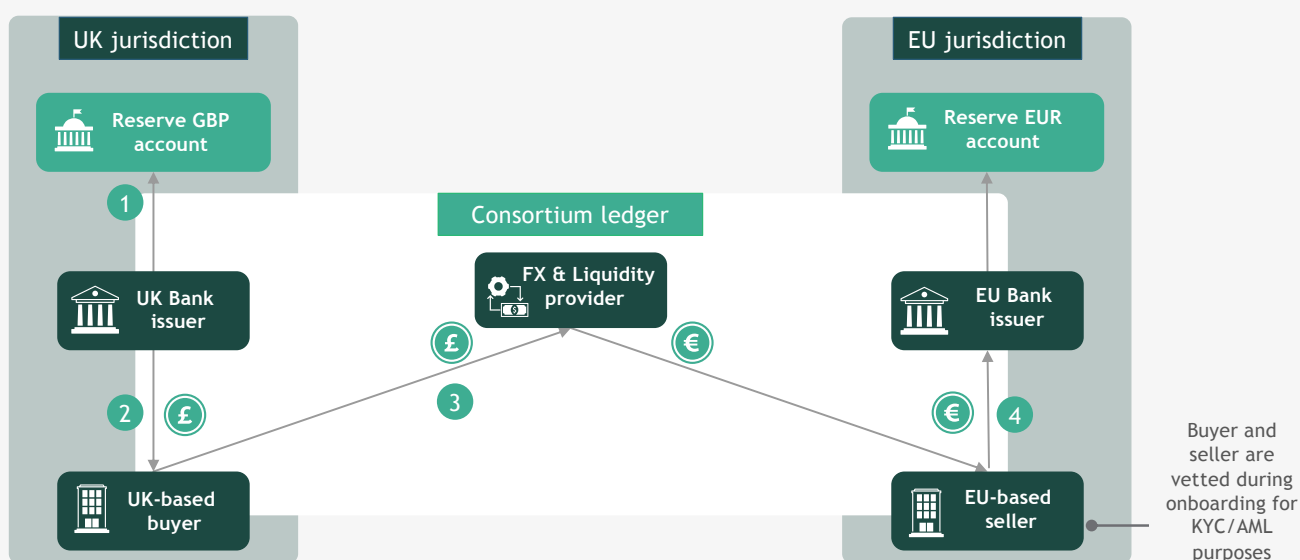 UK jurisdiction
EU jurisdiction
Reserve GBP
account
Reserve EUR
account
1
Consortium ledger
FX & Liquidity
provider
UK Bank
issuer
EU Bank
issuer
£
€
2
£
3
€
4
UK-based
buyer
EU-based
seller
Buyer and
seller are
vetted during
onboarding for
KYC/AML
purposes